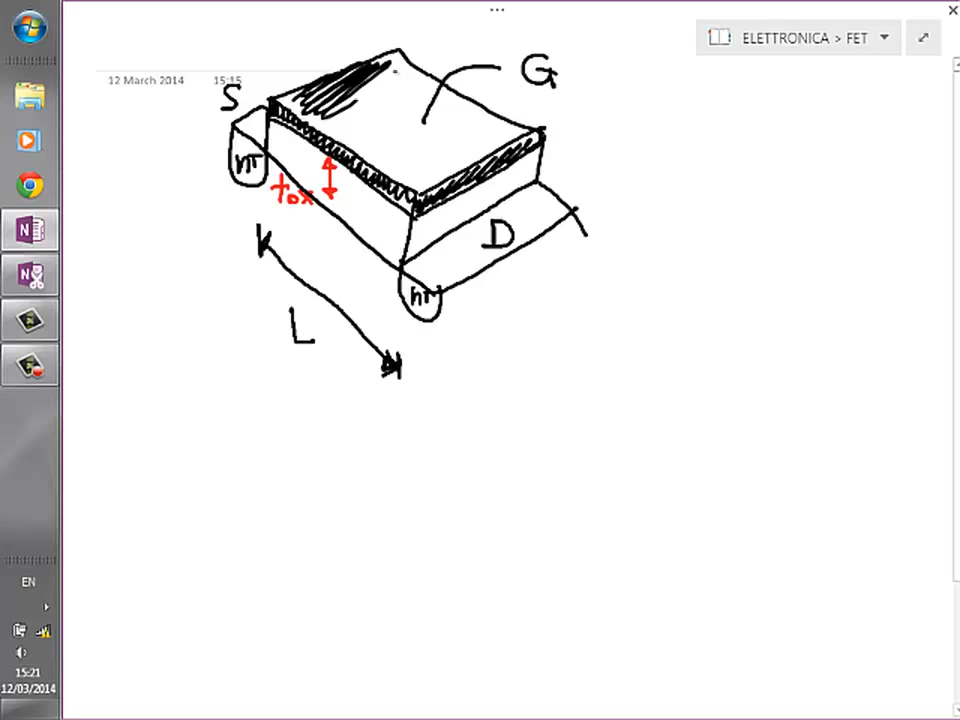 ELETTRONICA > FET
12 March 2014 15:15
S
G
n+
tox
D
n+
L
EN
15:21
12/03/2014